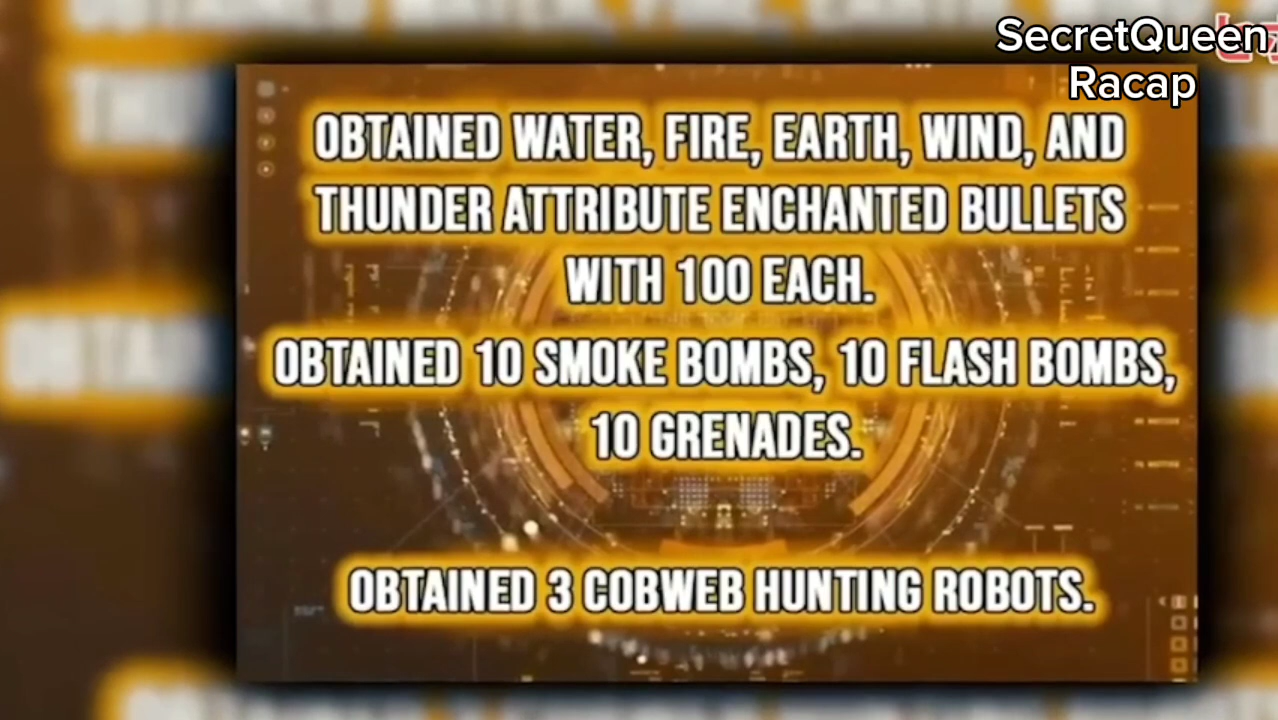 SecretQueen
Racap
OBTAINED WATER, FIRE, EARTH, WIND, AND
THUNDER ATTRIBUTE ENCHANTED BULLETS
WITH 100 EACH.
OBTAINED 10 SMOKE BOMBS, 10 FLASH BOMBS,
10 GRENADES.
OBTAINED 3 COBWEB HUNTING ROBOTS.